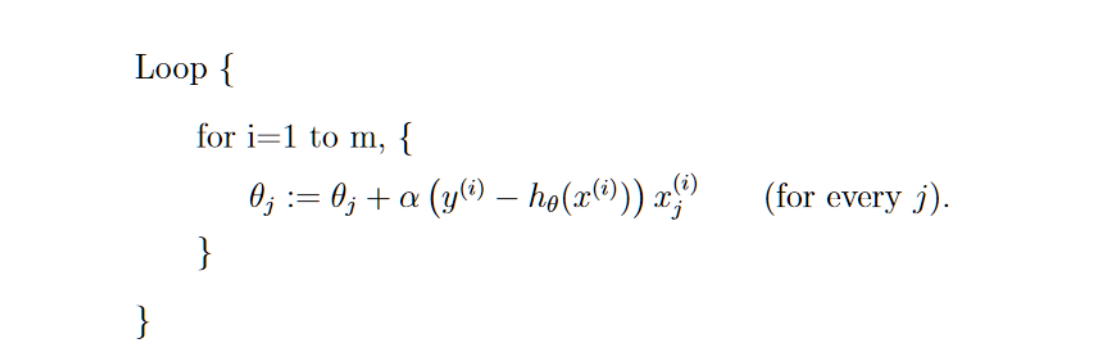 Loop {
for i=1 to m, {
θ_j := θ_j + α (y^{(i)} − h_θ(x^{(i)})) x_j^{(i)} (for every j).
}
}